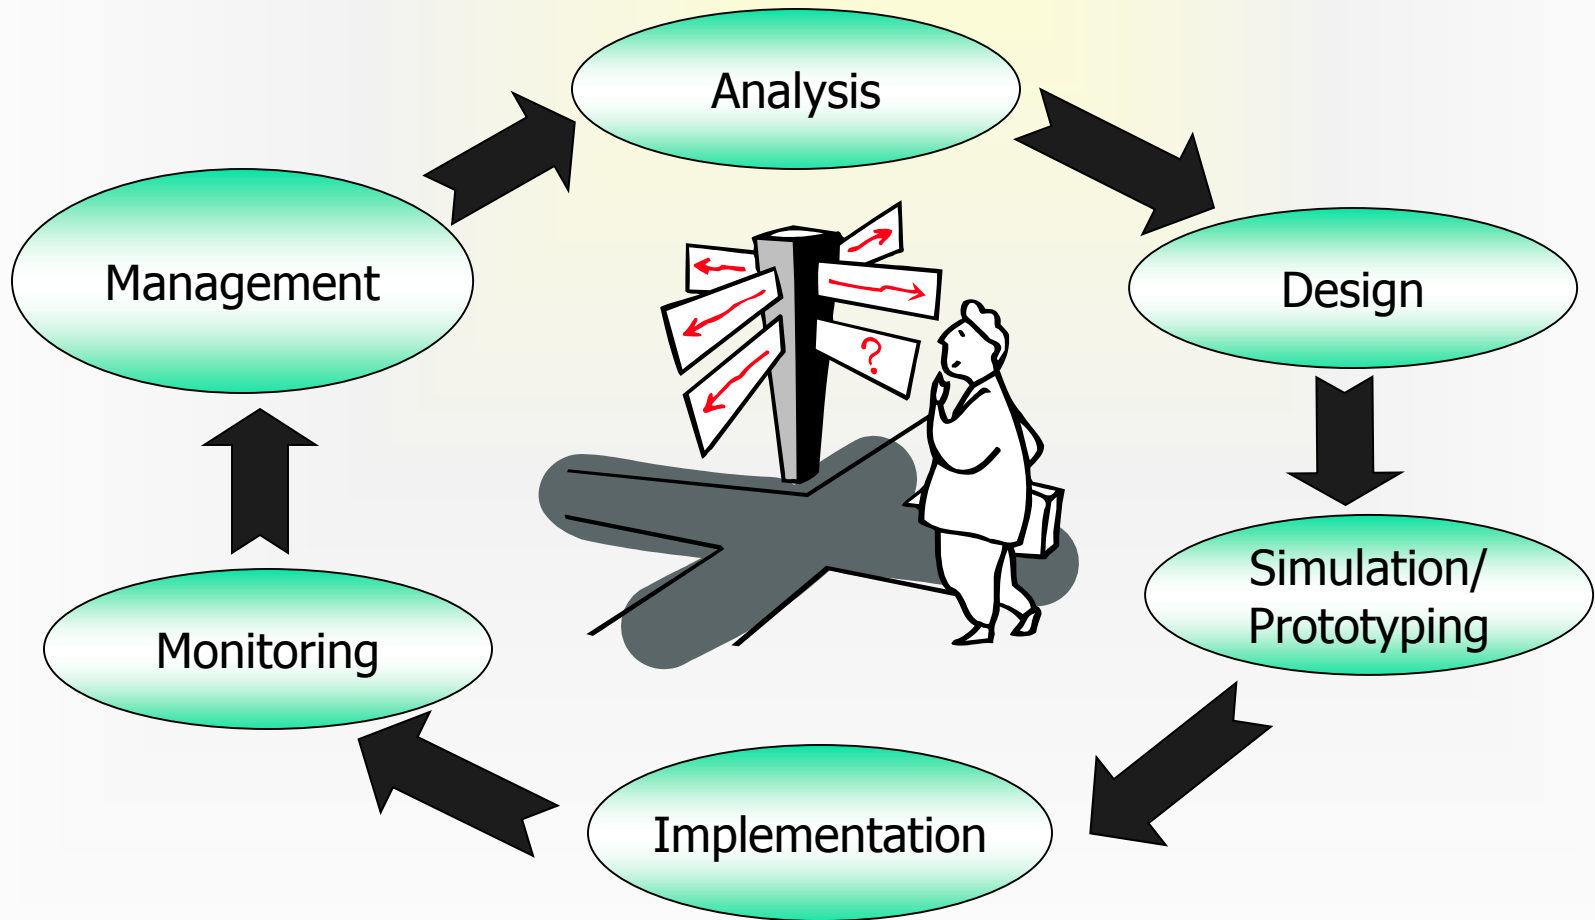 Analysis
Management
Design
?
Simulation/
Prototyping
Monitoring
Implementation